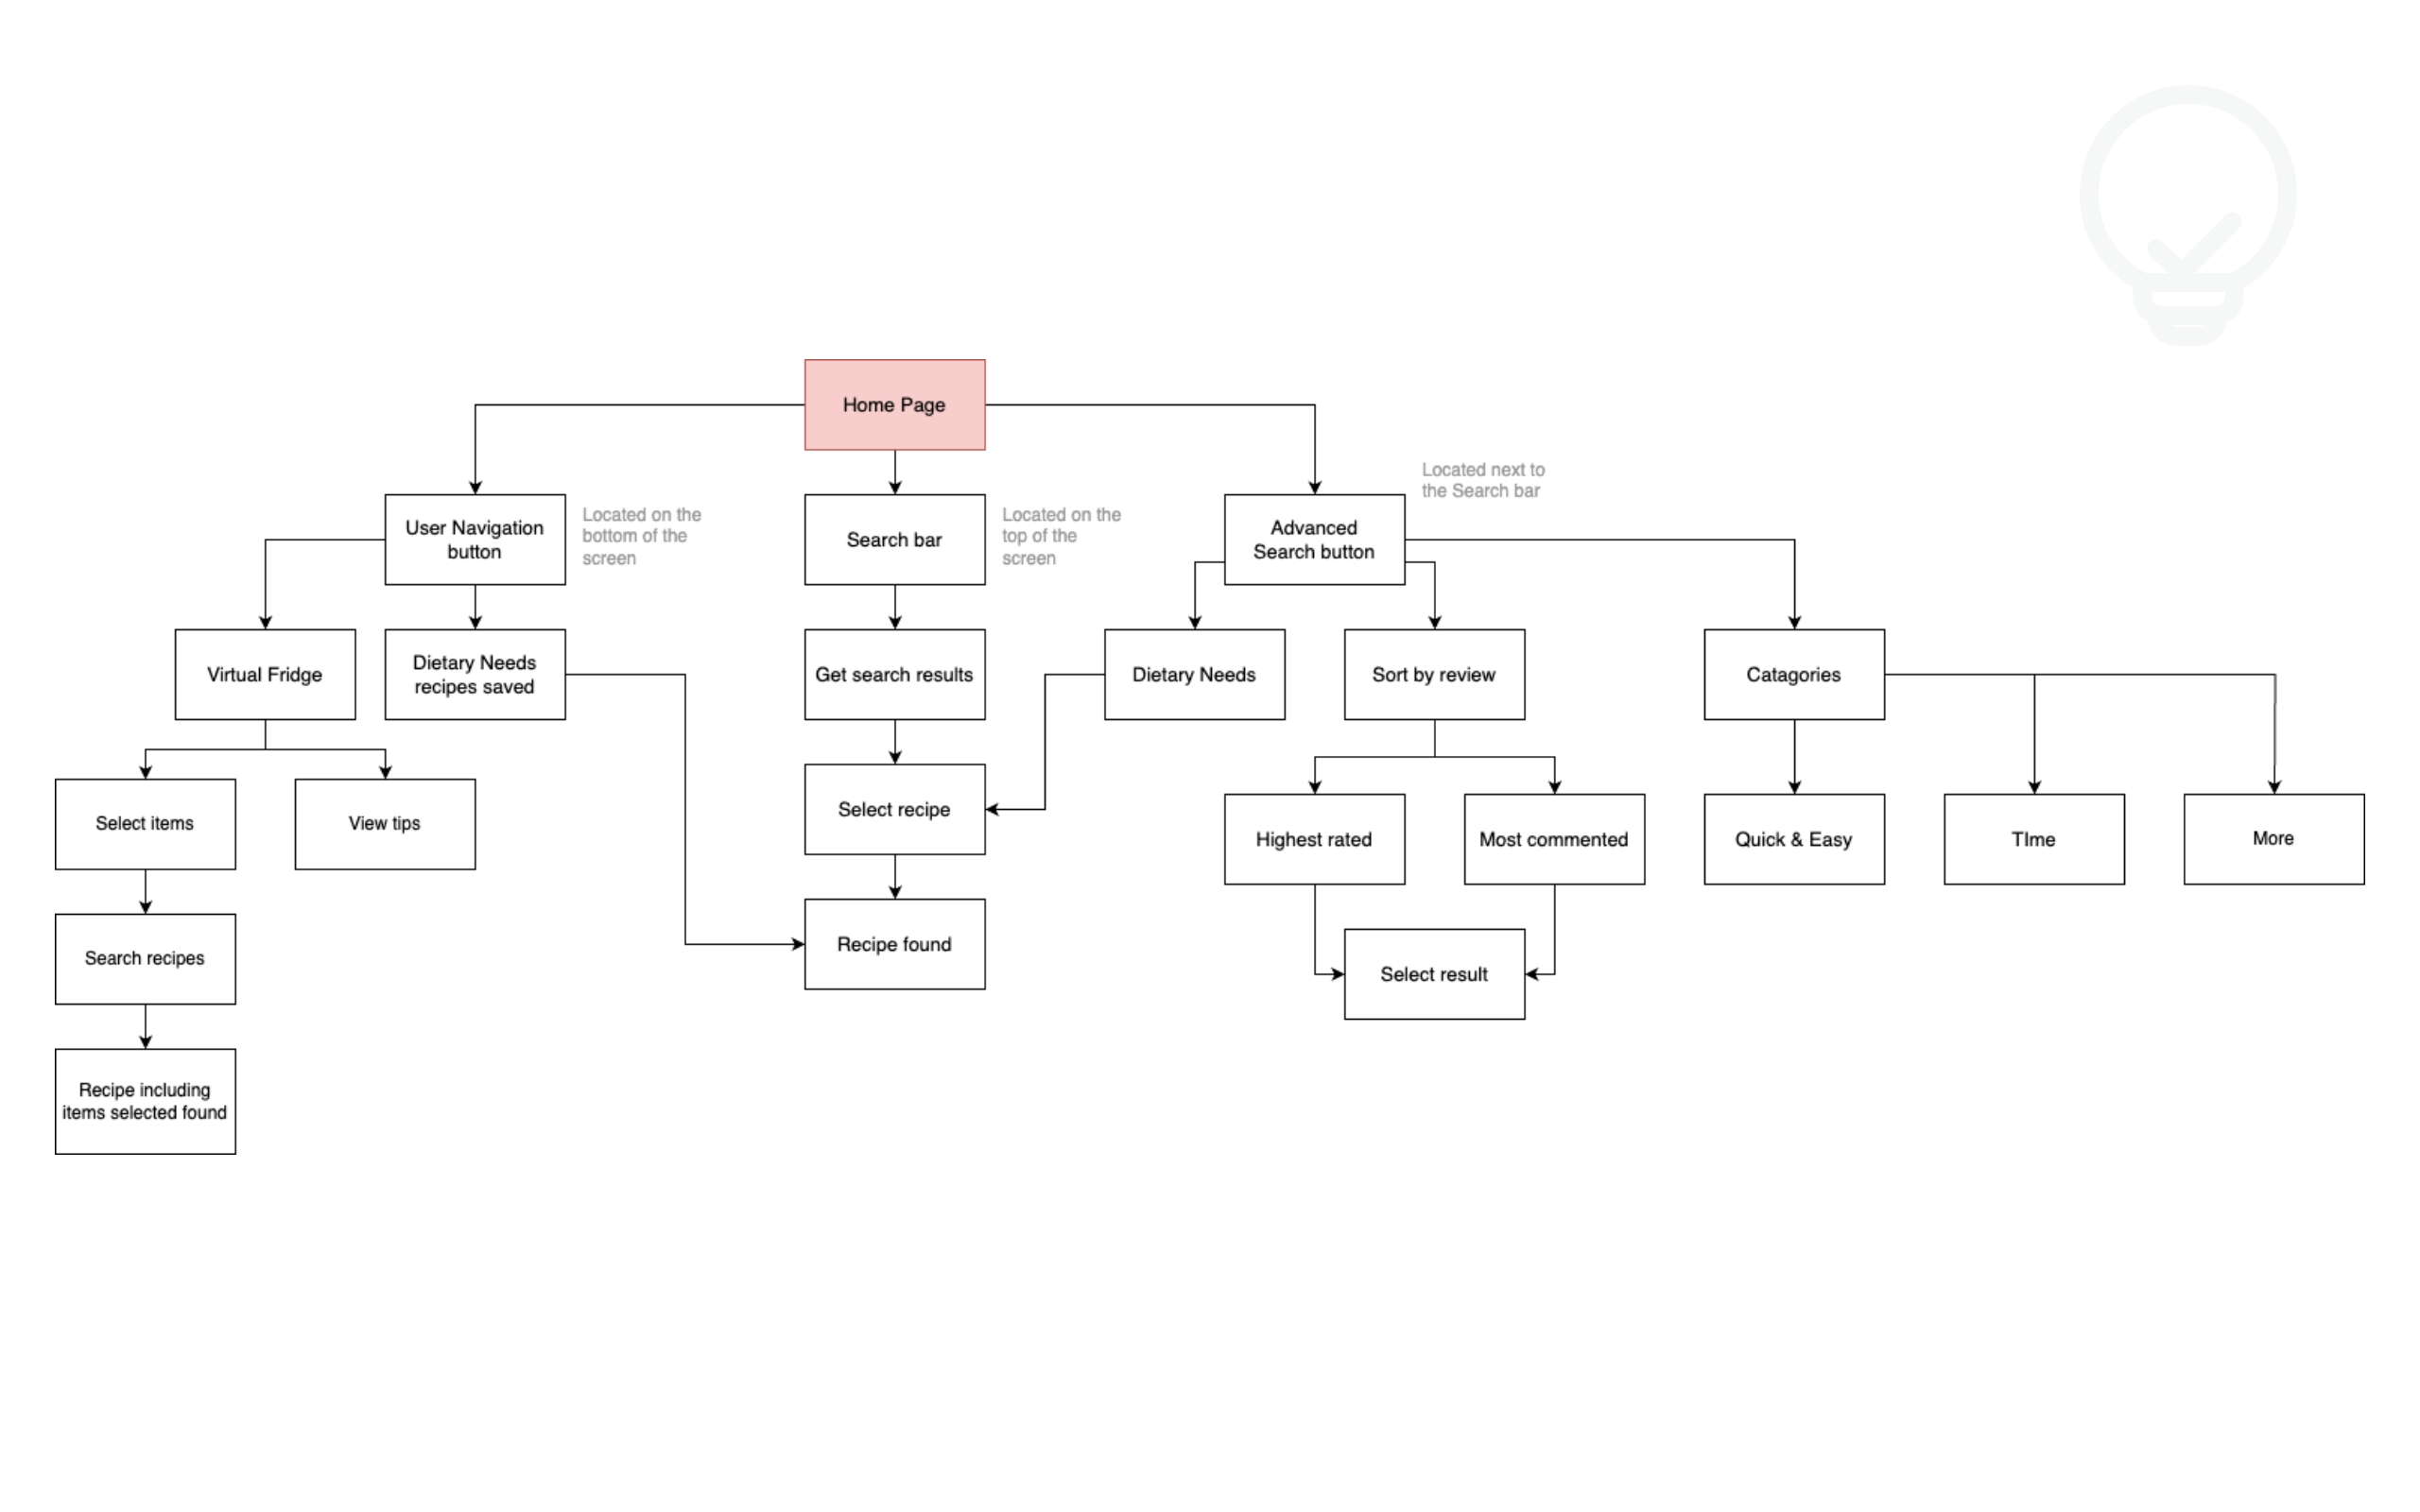 Home Page
Located next to
the Search bar
User Navigation
button
Located on the
bottom of the
screen
Search bar
Located on the
top of the
screen
Advanced
Search button
Virtual Fridge
Dietary Needs
recipes saved
Get search results
Dietary Needs
Sort by review
Catagories
Select items
View tips
Select recipe
Highest rated
Most commented
Quick & Easy
TIme
More
Search recipes
Recipe found
Select result
Recipe including
items selected found